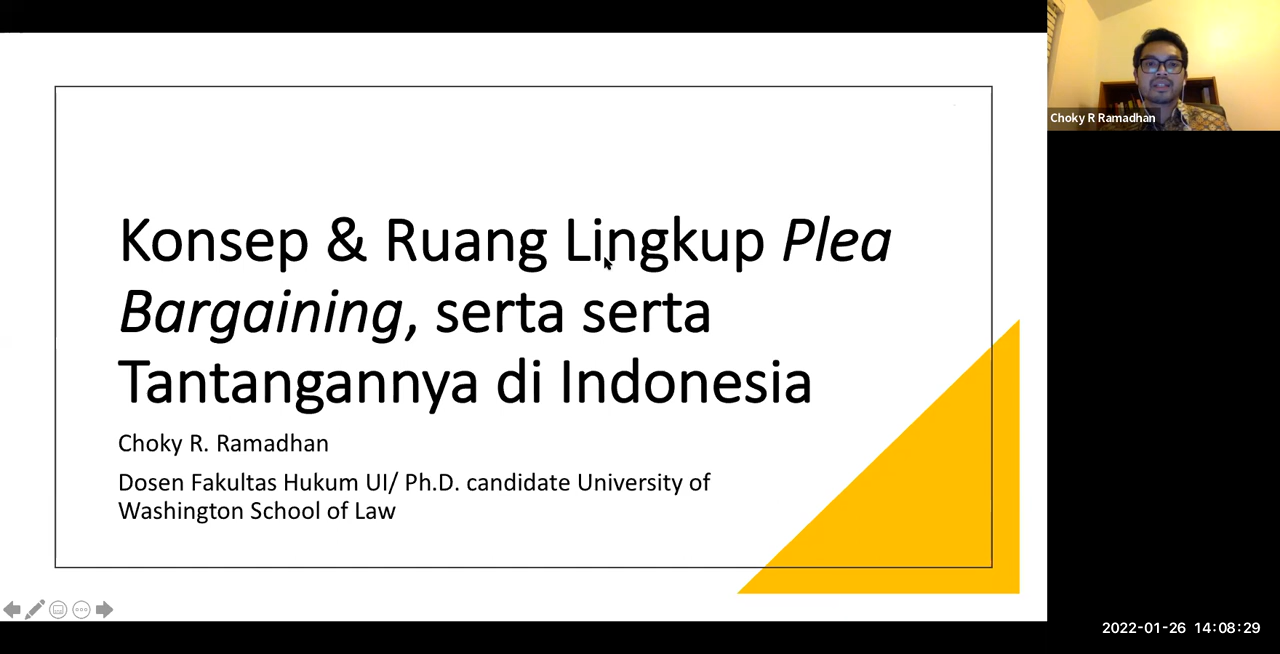 Konsep & Ruang Lingkup Plea
Bargaining, serta serta
Tantangannya di Indonesia
Choky R. Ramadhan
Dosen Fakultas Hukum UI/ Ph.D. candidate University of
Washington School of Law
Choky R Ramadhan
2022-01-26 14:08:29